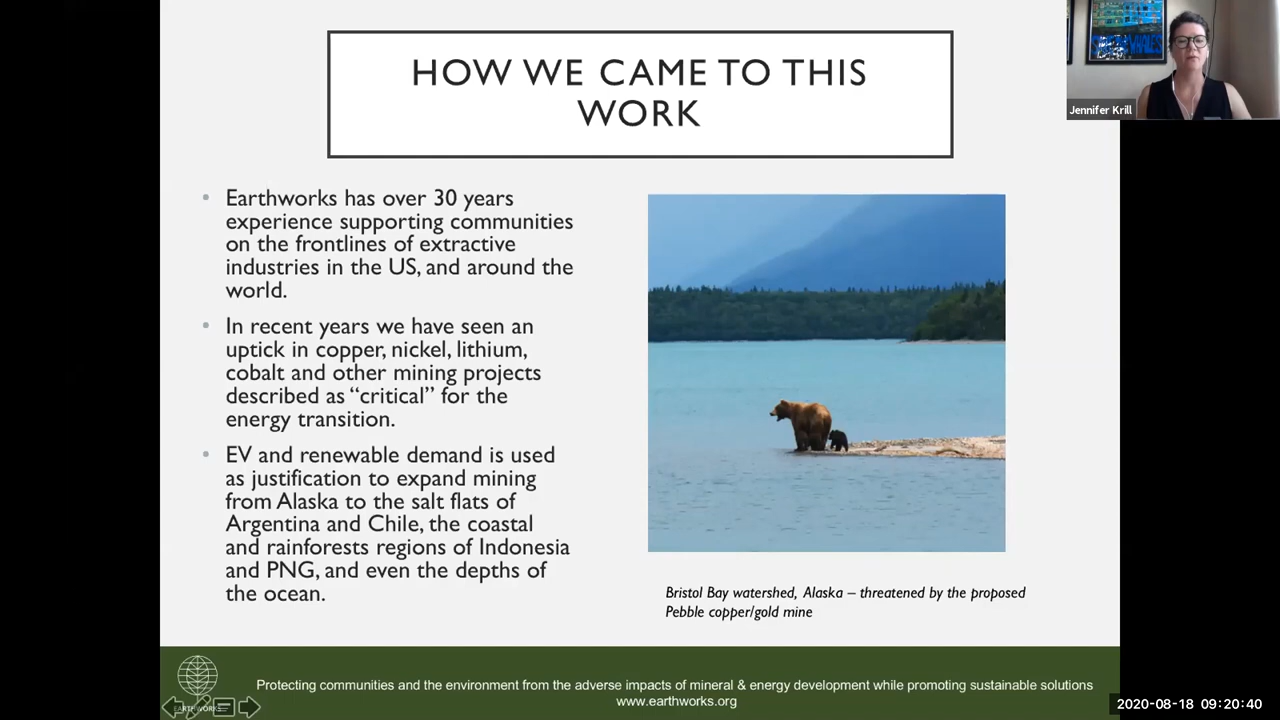 HOW WE CAME TO THIS
WORK
Jennifer Krill
• Earthworks has over 30 years
experience supporting communities
on the frontlines of extractive
industries in the US, and around the
world.
• In recent years we have seen an
uptick in copper, nickel, lithium,
cobalt and other mining projects
described as “critical” for the
energy transition.
• EV and renewable demand is used
as justification to expand mining
from Alaska to the salt flats of
Argentina and Chile, the coastal
and rainforests regions of Indonesia
and PNG, and even the depths of
the ocean.
Bristol Bay watershed, Alaska – threatened by the proposed
Pebble copper/gold mine
EARTHWORKS
Protecting communities and the environment from the adverse impacts of mineral & energy development while promoting sustainable solutions
www.earthworks.org
2020-08-18 09:20:40